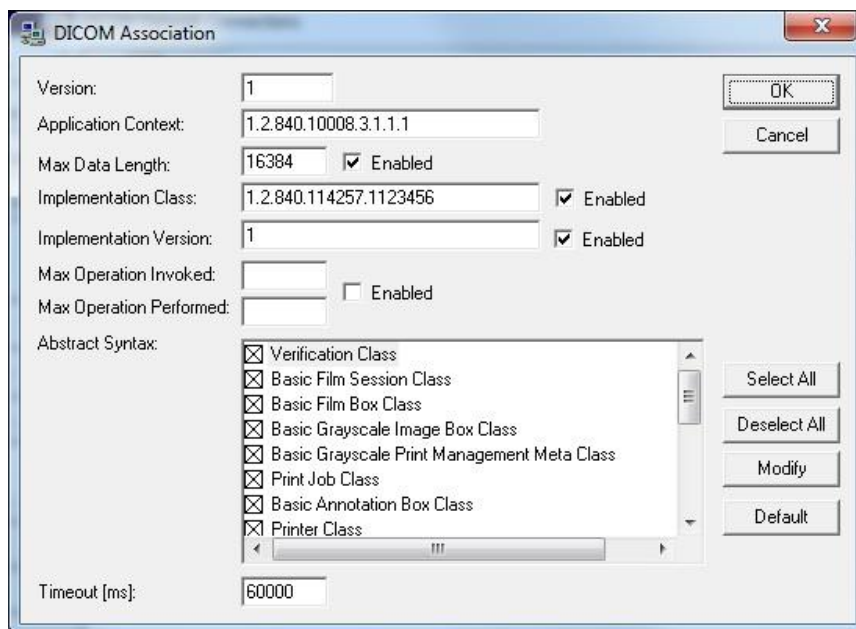 DICOM Association
Version: 1
Application Context: 1.2.840.10008.3.1.1.1
Max Data Length: 16384 Enabled
Implementation Class: 1.2.840.114257.1123456 Enabled
Implementation Version: 1 Enabled
Max Operation Invoked:
Enabled
Max Operation Performed:
Abstract Syntax:
Verification Class
Basic Film Session Class
Basic Film Box Class
Basic Grayscale Image Box Class
Basic Grayscale Print Management Meta Class
Print Job Class
Basic Annotation Box Class
Printer Class
Timeout [ms]: 60000
OK
Cancel
Select All
Deselect All
Modify
Default